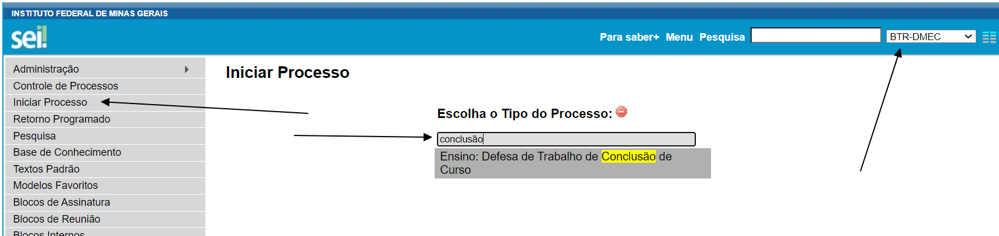 INSTITUTO FEDERAL DE MINAS GERAIS
sei!
Para saber+ Menu Pesquisa BTR-DMEC
Administração
Controle de Processos
Iniciar Processo
Retorno Programado
Pesquisa
Base de Conhecimento
Textos Padrão
Modelos Favoritos
Blocos de Assinatura
Blocos de Reunião
Blocos Internos
Iniciar Processo
Escolha o Tipo do Processo:
conclusão
Ensino: Defesa de Trabalho de Conclusão de
Curso